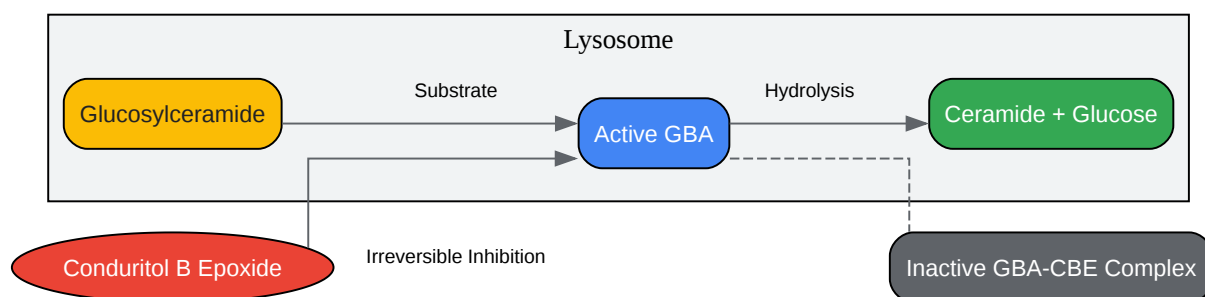 Lysosome
Substrate
Hydrolysis
Glucosylceramide
Active GBA
Ceramide + Glucose
Conduritol B Epoxide
Irreversible Inhibition
Inactive GBA-CBE Complex